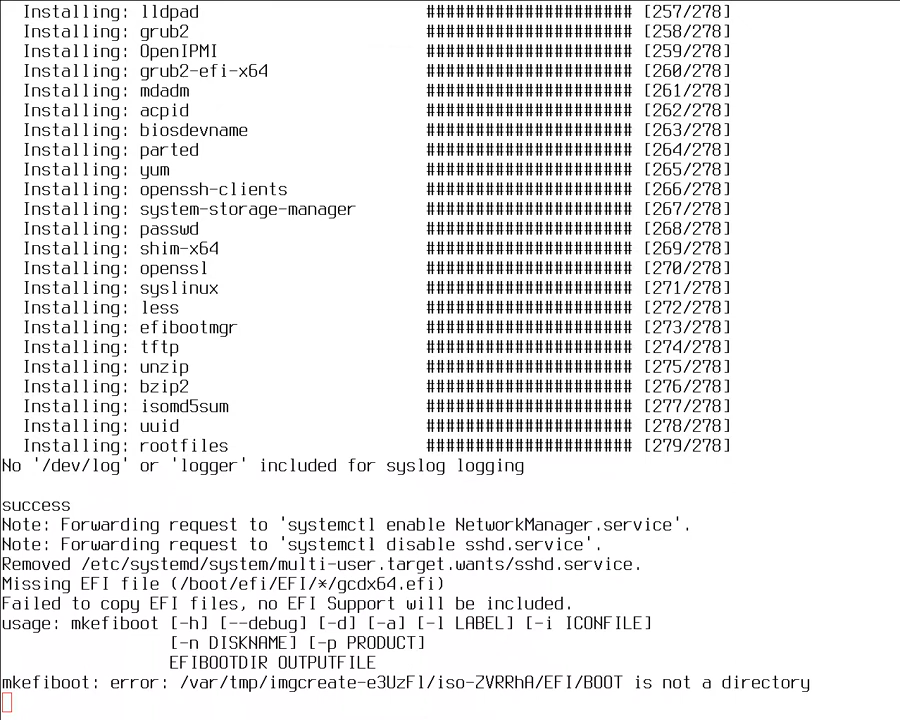 Installing: lldpad ##################### [257/278]
Installing: grub2 ##################### [258/278]
Installing: OpenIPMI ##################### [259/278]
Installing: grub2-efi-x64 ##################### [260/278]
Installing: mdadm ##################### [261/278]
Installing: acpid ##################### [262/278]
Installing: biosdevname ##################### [263/278]
Installing: parted ##################### [264/278]
Installing: yum ##################### [265/278]
Installing: openssh-clients ##################### [266/278]
Installing: system-storage-manager ##################### [267/278]
Installing: passwd ##################### [268/278]
Installing: shim-x64 ##################### [269/278]
Installing: openssl ##################### [270/278]
Installing: syslinux ##################### [271/278]
Installing: less ##################### [272/278]
Installing: efibootmgr ##################### [273/278]
Installing: tftp ##################### [274/278]
Installing: unzip ##################### [275/278]
Installing: bzip2 ##################### [276/278]
Installing: isomd5sum ##################### [277/278]
Installing: uuid ##################### [278/278]
Installing: rootfiles ##################### [279/278]
No '/dev/log' or 'logger' included for syslog logging
success
Note: Forwarding request to 'systemctl enable NetworkManager.service'.
Note: Forwarding request to 'systemctl disable sshd.service'.
Removed /etc/systemd/system/multi-user.target.wants/sshd.service.
Missing EFI file (/boot/efi/EFI/*/gcdx64.efi)
Failed to copy EFI files, no EFI Support will be included.
usage: mkefiboot [-h] [--debug] [-d] [-a] [-l LABEL] [-i ICONFILE]
[-n DISKNAME] [-p PRODUCT]
EFIBOOTDIR OUTPUTFILE
mkefiboot: error: /var/tmp/imgcreate-e3UzFl/iso-ZVRRhA/EFI/BOOT is not a directory